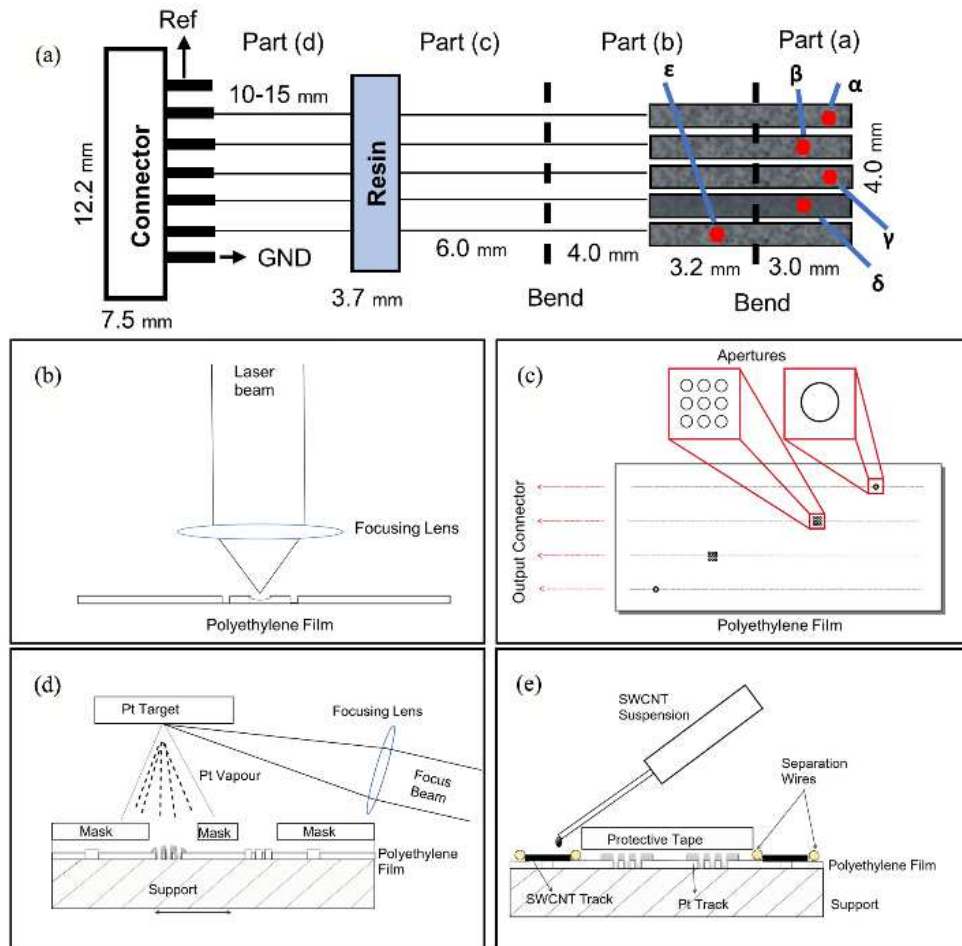 (a)
Ref
Part (d)
Part (c)
Part (b)
Part (a)
ε
β
α
10-15 mm
12.2 mm
Connector
Resin
4.0 mm
GND
6.0 mm
4.0 mm
3.2 mm
3.0 mm
γ
δ
7.5 mm
3.7 mm
Bend
Bend
(b)
Laser
beam
Focusing Lens
Polyethylene Film
(c)
Apertures
Output Connector
Polyethylene Film
(d)
Pt Target
Focusing Lens
Pt Vapour
Focus
Beam
Mask
Mask
Mask
Polyethylene
Film
Support
(e)
SWCNT
Suspension
Separation
Wires
Protective Tape
Polyethylene Film
SWCNT Track
Pt Track
Support